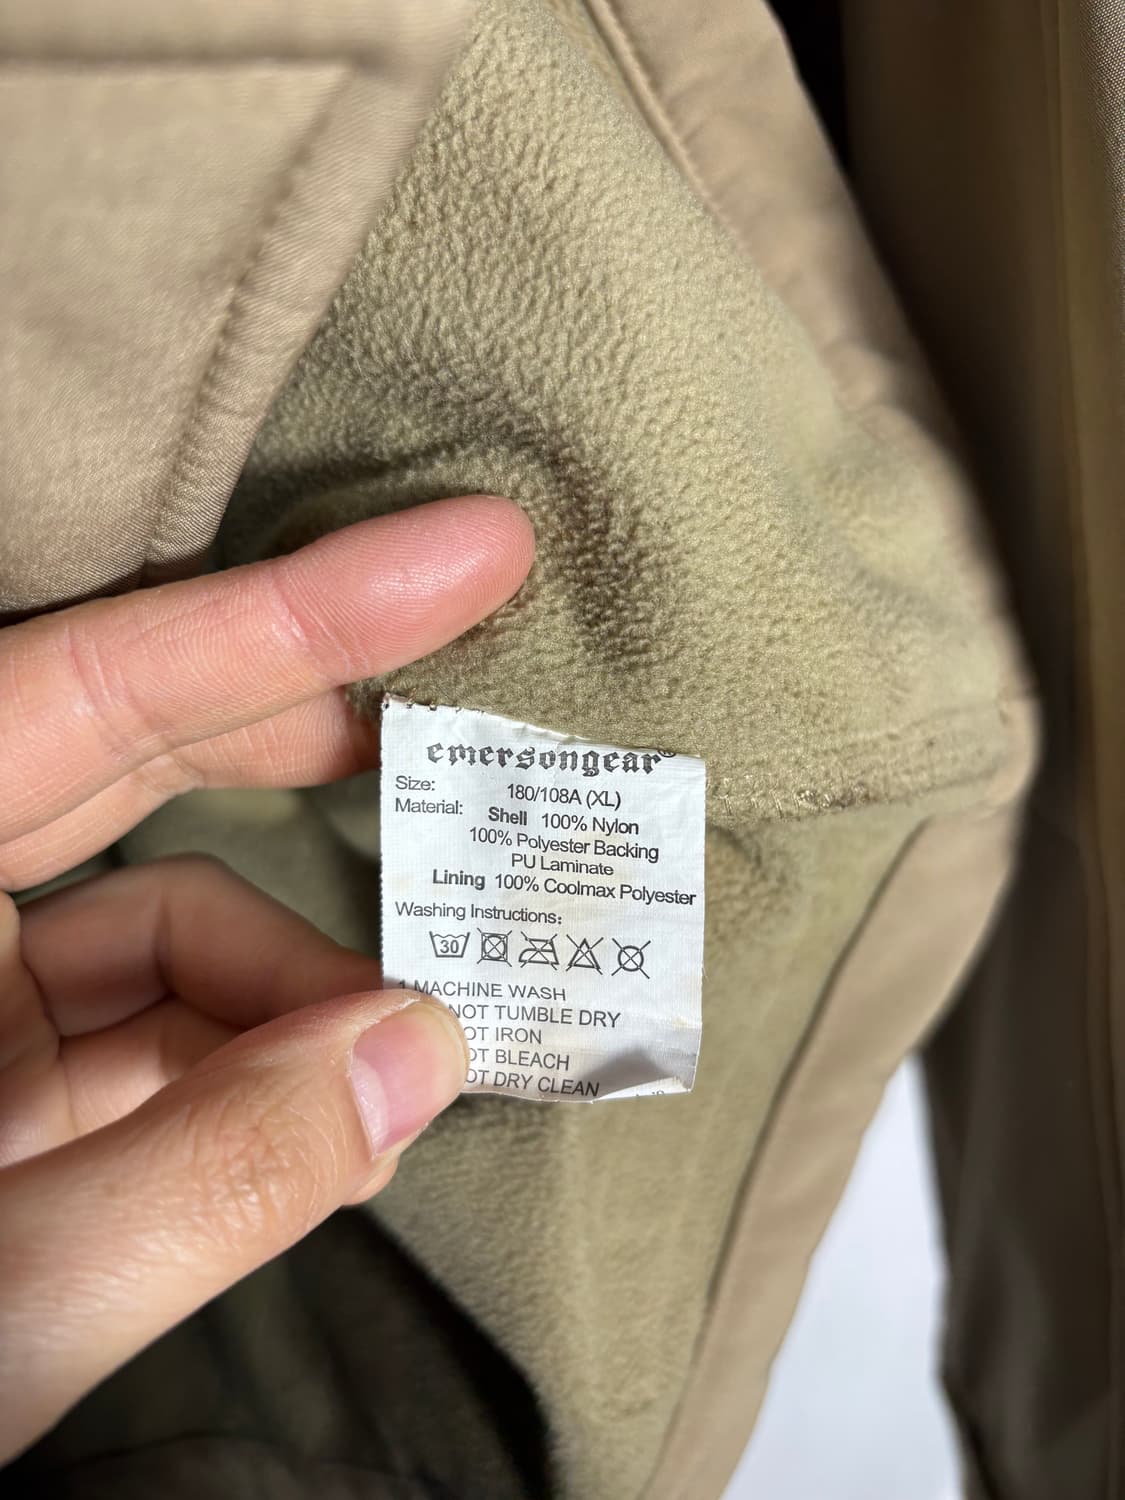 emersongear®
Size: 180/108A (XL)
Material: Shell 100% Nylon
100% Polyester Backing
PU Laminate
Lining 100% Coolmax Polyester
Washing Instructions:
30
1 MACHINE WASH
NOT TUMBLE DRY
OT IRON
OT BLEACH
OT DRY CLEAN